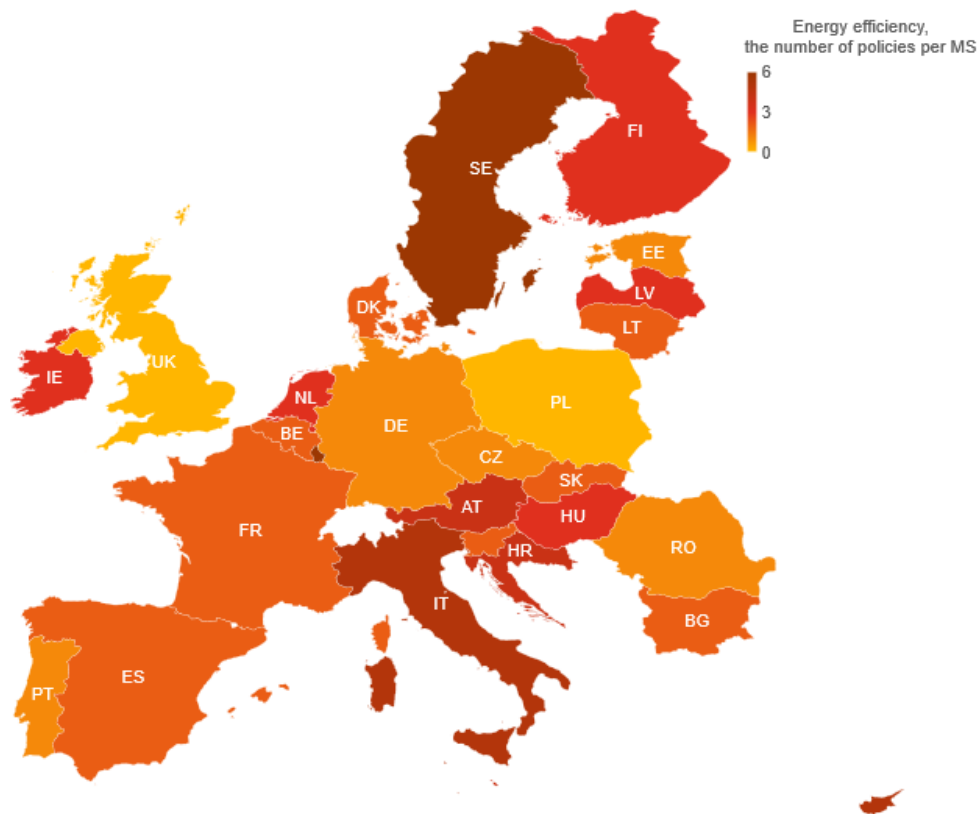 Energy efficiency,
the number of policies per MS
6
3
0
FI
SE
EE
LV
LT
DK
UK
IE
NL
BE
DE
PL
CZ
SK
AT
HU
FR
HR
RO
IT
BG
ES
PT